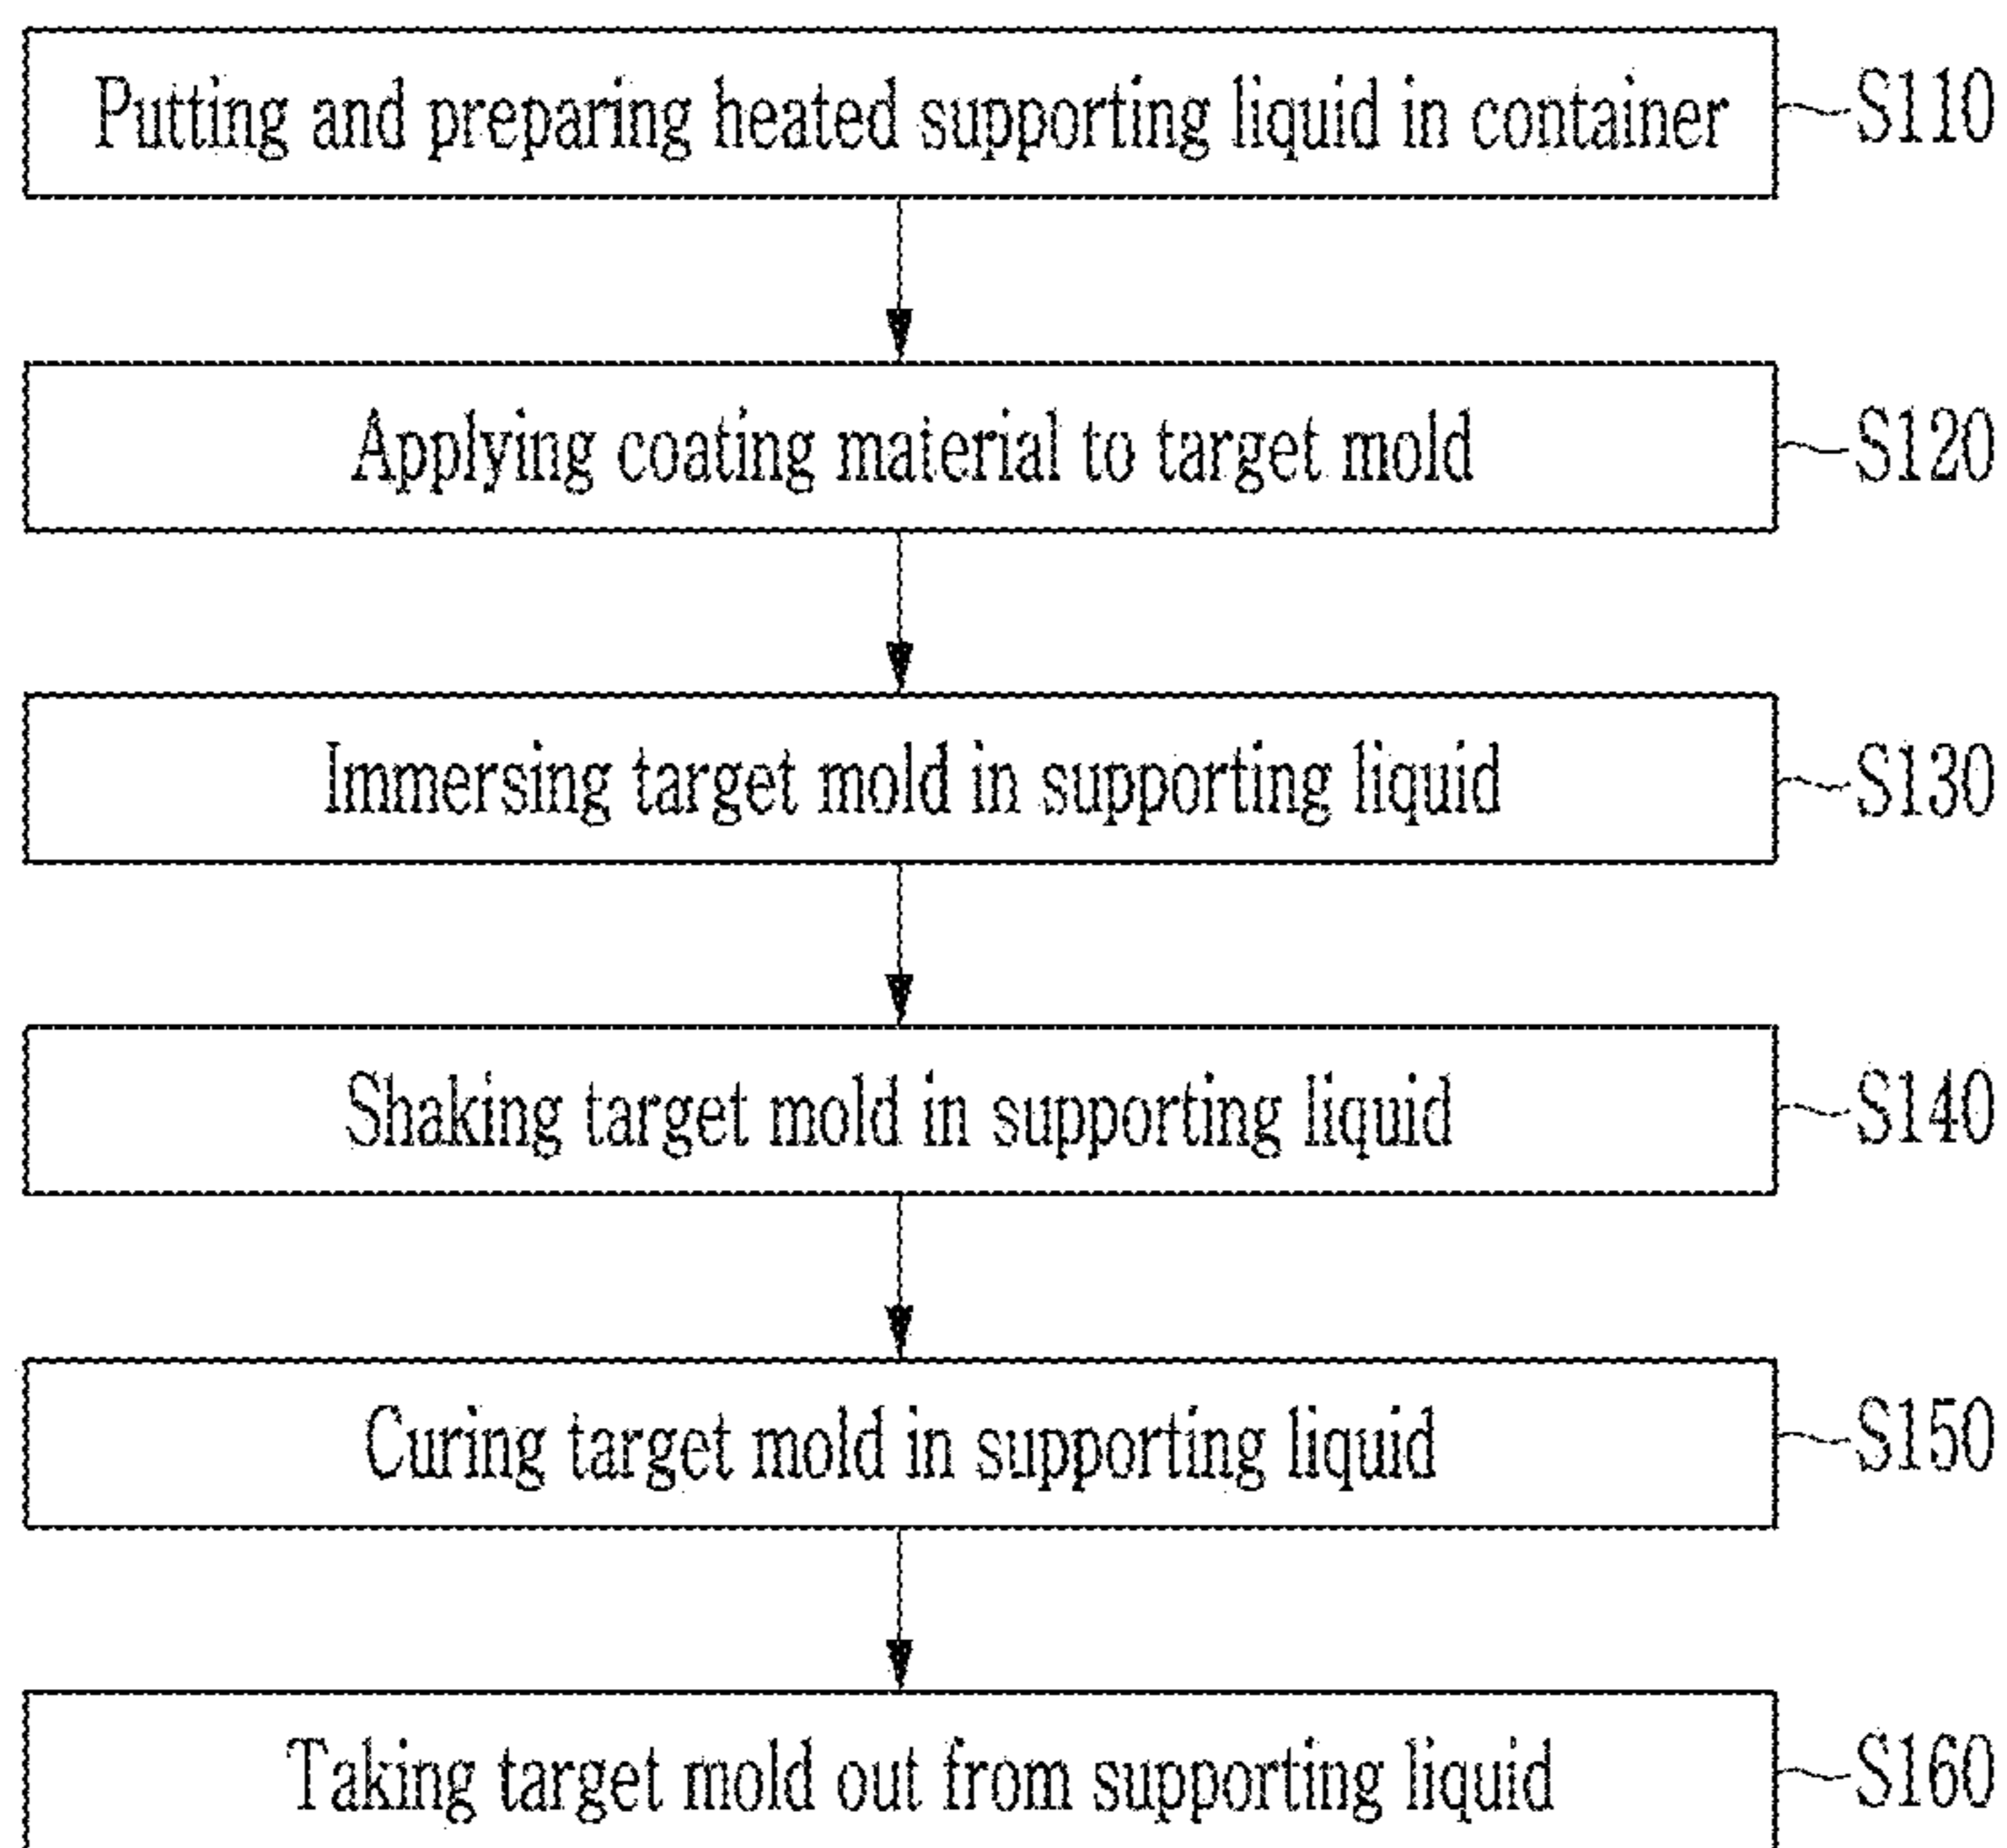 Putting and preparing heated supporting liquid in container S110
Applying coating material to target mold S120
Immersing target mold in supporting liquid S130
Shaking target mold in supporting liquid S140
Curing target mold in supporting liquid S150
Taking target mold out from supporting liquid S160